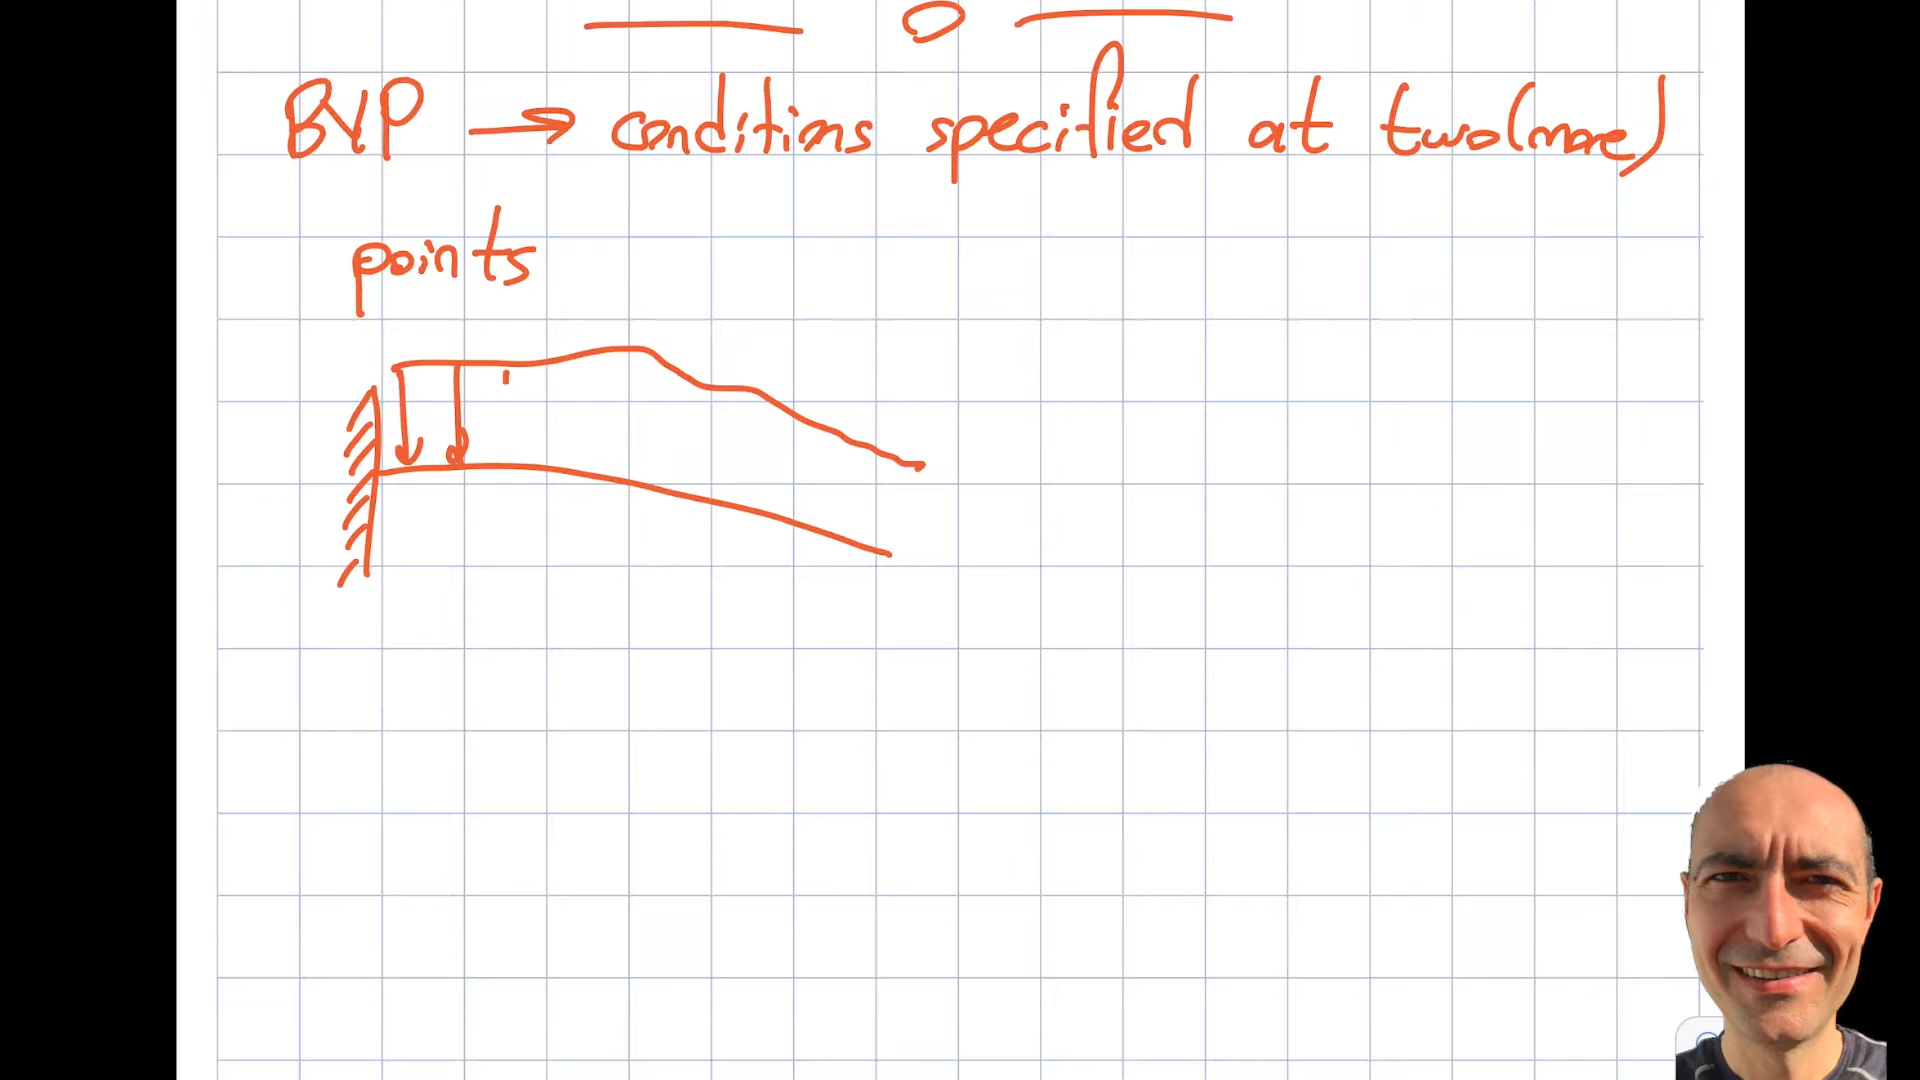 BVP → conditions specified at two(more)
points